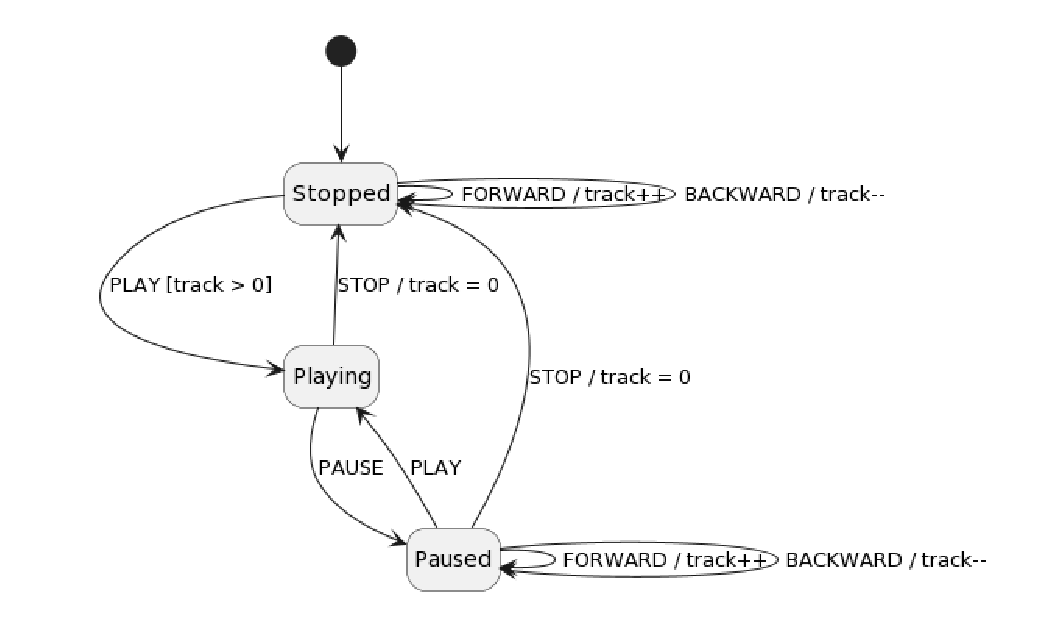 Stopped
FORWARD / track++
BACKWARD / track--
PLAY [track > 0]
STOP / track = 0
Playing
STOP / track = 0
PAUSE
PLAY
Paused
FORWARD / track++
BACKWARD / track--